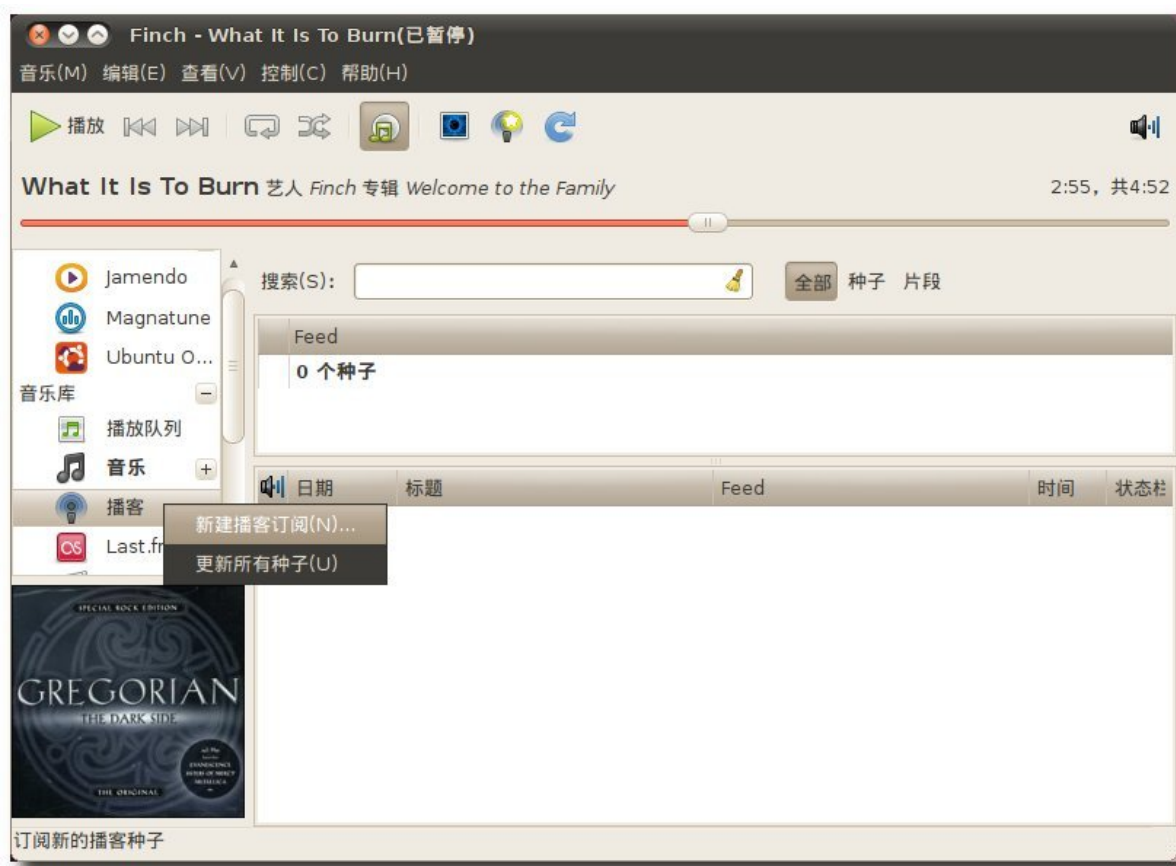 Finch - What It Is To Burn(已暂停)
音乐(M) 编辑(E) 查看(V) 控制(C) 帮助(H)
播放
What It Is To Burn 艺人 Finch 专辑 Welcome to the Family 2:55，共4:52
Jamendo
Magnatune
Ubuntu O...
音乐库
播放队列
音乐
播客
Last.fr
搜索(S): 全部 种子 片段
Feed
0 个种子
日期 标题 Feed 时间 状态栏
新建播客订阅(N)...
更新所有种子(U)
SPECIAL ROCK EDITION
GREGORIAN
THE DARK SIDE
THE ORIGINAL
订阅新的播客种子